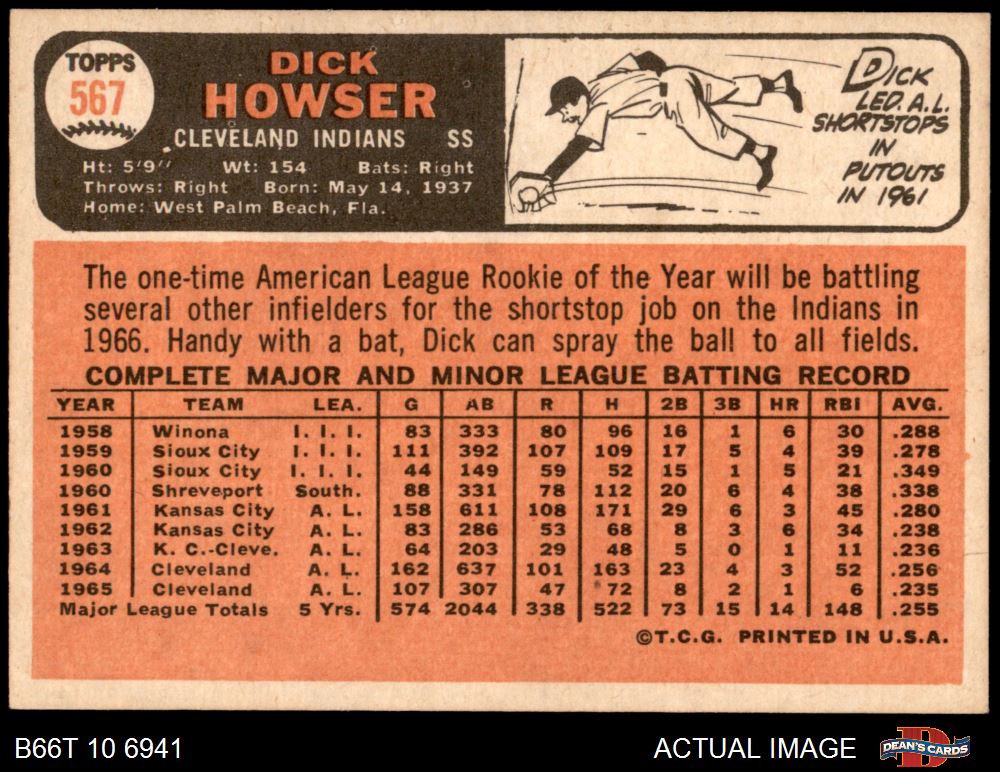 TOPPS
567
DICK
HOWSER
CLEVELAND INDIANS SS
Ht: 5'9" Wt: 154 Bats: Right
Throws: Right Born: May 14, 1937
Home: West Palm Beach, Fla.
DICK
LED. A.L.
SHORTSTOPS
IN
PUTOUTS
IN 1961
The one-time American League Rookie of the Year will be battling
several other infielders for the shortstop job on the Indians in
1966. Handy with a bat, Dick can spray the ball to all fields.
COMPLETE MAJOR AND MINOR LEAGUE BATTING RECORD
YEAR TEAM LEA. G AB R H 2B 3B HR RBI AVG.
1958 Winona I. I. I. 83 333 80 96 16 1 6 30 .288
1959 Sioux City I. I. I. 111 392 107 109 17 5 4 39 .278
1960 Sioux City I. I. I. 44 149 59 52 15 1 5 21 .349
1960 Shreveport South. 88 331 78 112 20 6 4 38 .338
1961 Kansas City A. L. 158 611 108 171 29 6 3 45 .280
1962 Kansas City A. L. 83 286 53 68 8 3 6 34 .238
1963 K. C.-Cleve. A. L. 64 203 29 48 5 0 1 11 .236
1964 Cleveland A. L. 162 637 101 163 23 4 3 52 .256
1965 Cleveland A. L. 107 307 47 72 8 2 1 6 .235
Major League Totals 5 Yrs. 574 2044 338 522 73 15 14 148 .255
©T.C.G. PRINTED IN U.S.A.
B66T 10 6941 ACTUAL IMAGE
D
DEAN'S CARDS